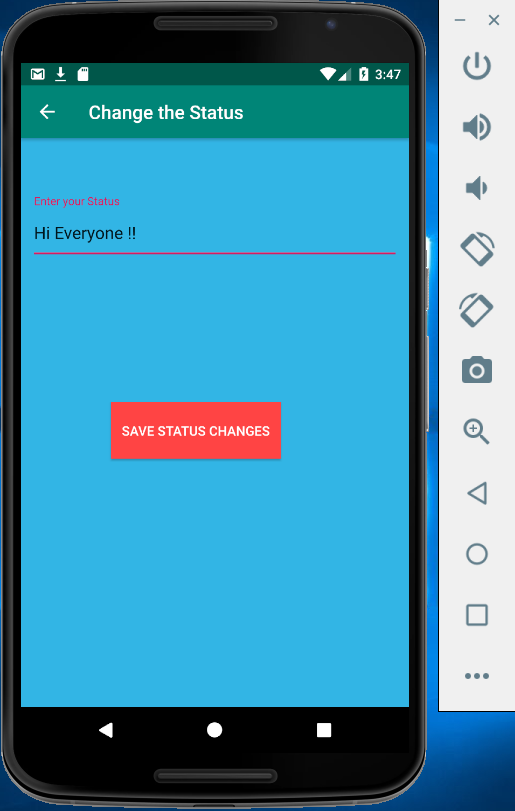 3:47
Change the Status
Enter your Status
Hi Everyone !!
SAVE STATUS CHANGES